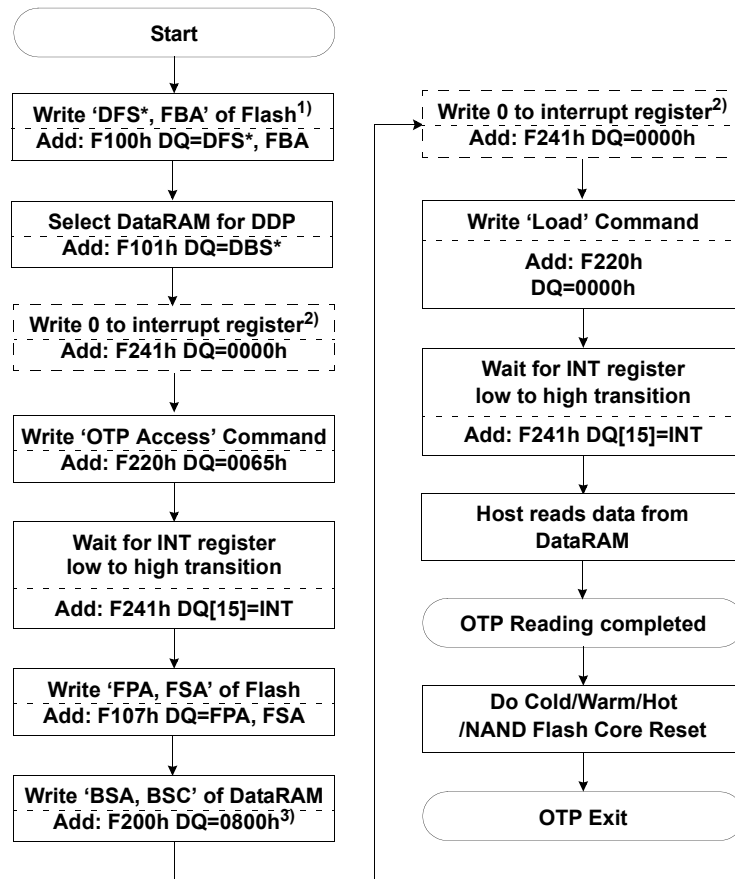 Start
Write ‘DFS*, FBA’ of Flash1)
Add: F100h DQ=DFS*, FBA
Select DataRAM for DDP
Add: F101h DQ=DBS*
Write 0 to interrupt register2)
Add: F241h DQ=0000h
Write ‘OTP Access’ Command
Add: F220h DQ=0065h
Wait for INT register
low to high transition
Add: F241h DQ[15]=INT
Write ‘FPA, FSA’ of Flash
Add: F107h DQ=FPA, FSA
Write ‘BSA, BSC’ of DataRAM
Add: F200h DQ=0800h3)
Write 0 to interrupt register2)
Add: F241h DQ=0000h
Write ‘Load’ Command
Add: F220h
DQ=0000h
Wait for INT register
low to high transition
Add: F241h DQ[15]=INT
Host reads data from
DataRAM
OTP Reading completed
Do Cold/Warm/Hot
/NAND Flash Core Reset
OTP Exit